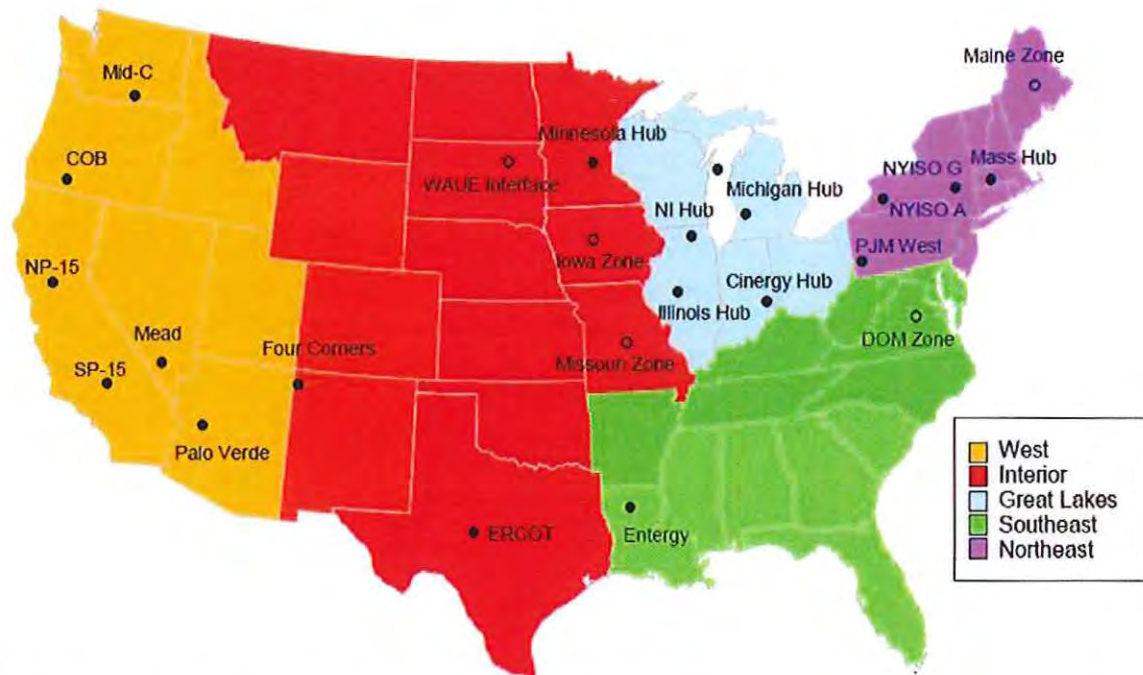 Maine Zone
Mid-C
Minnesota Hub
COB
WAUE Interface
Michigan Hub
NYISO G
Mass Hub
NYISO A
NI Hub
PJM West
NP-15
Iowa Zone
Cinergy Hub
Illinois Hub
DOM Zone
Mead
Four Corners
Missouri Zone
SP-15
Palo Verde
ERCOT
Entergy
West
Interior
Great Lakes
Southeast
Northeast